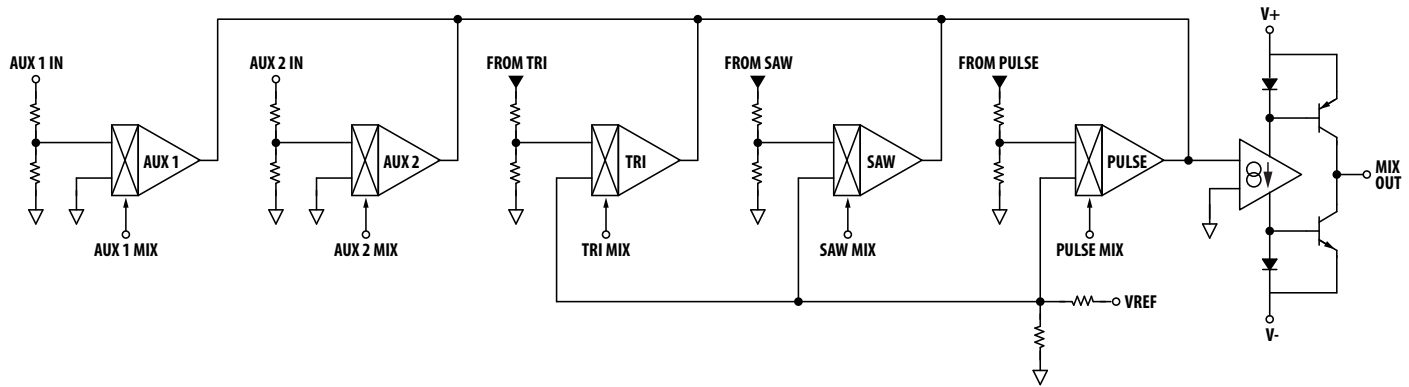 V+
AUX 1 IN
AUX 2 IN
FROM TRI
FROM SAW
FROM PULSE
AUX 1
AUX 2
TRI
SAW
PULSE
MIX
OUT
AUX 1 MIX
AUX 2 MIX
TRI MIX
SAW MIX
PULSE MIX
VREF
V-